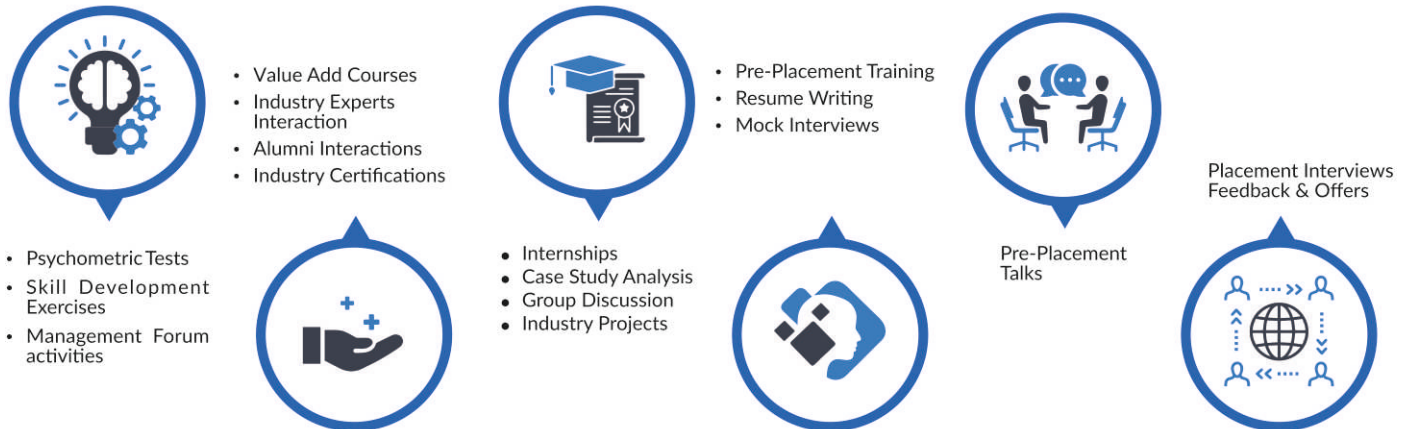 • Psychometric Tests
• Skill Development
Exercises
• Management Forum
activities
• Value Add Courses
• Industry Experts
Interaction
• Alumni Interactions
• Industry Certifications
• Internships
• Case Study Analysis
• Group Discussion
• Industry Projects
• Pre-Placement Training
• Resume Writing
• Mock Interviews
Pre-Placement
Talks
Placement Interviews
Feedback & Offers